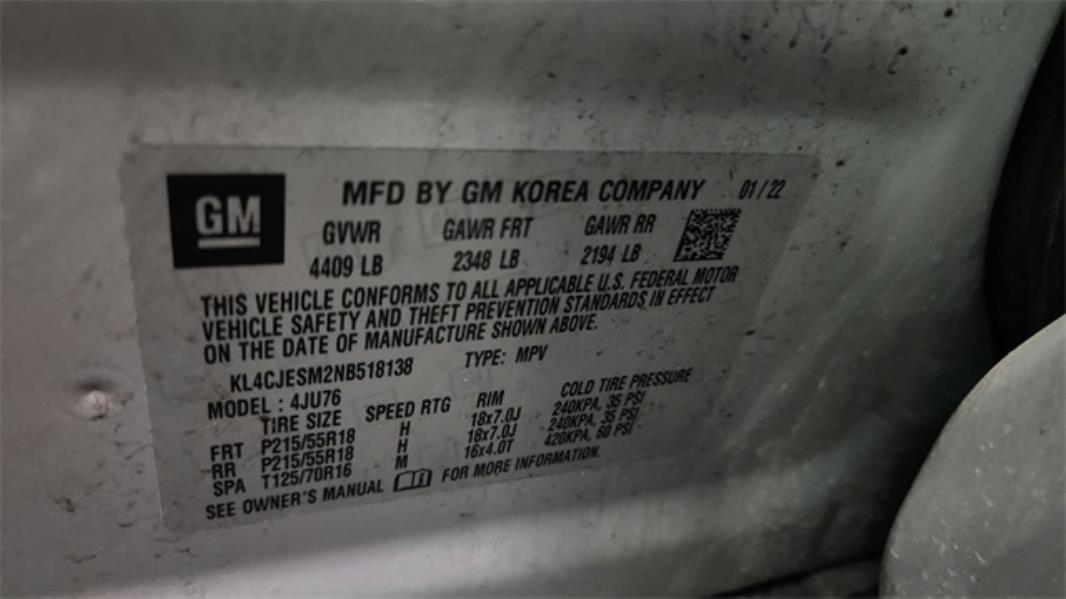 GM
MFD BY GM KOREA COMPANY 01/22
GVWR GAWR FRT GAWR RR
4409 LB 2348 LB 2194 LB
THIS VEHICLE CONFORMS TO ALL APPLICABLE U.S. FEDERAL MOTOR
VEHICLE SAFETY AND THEFT PREVENTION STANDARDS IN EFFECT
ON THE DATE OF MANUFACTURE SHOWN ABOVE.
KL4CJESM2NB518138 TYPE: MPV
MODEL : 4JU76
TIRE SIZE SPEED RTG RIM COLD TIRE PRESSURE
FRT P215/55R18 H 18x7.0J 240KPA, 35 PSI
RR P215/55R18 H 18x7.0J 240KPA, 35 PSI
SPA T125/70R16 M 16x4.0T 420KPA, 60 PSI
SEE OWNER'S MANUAL FOR MORE INFORMATION.